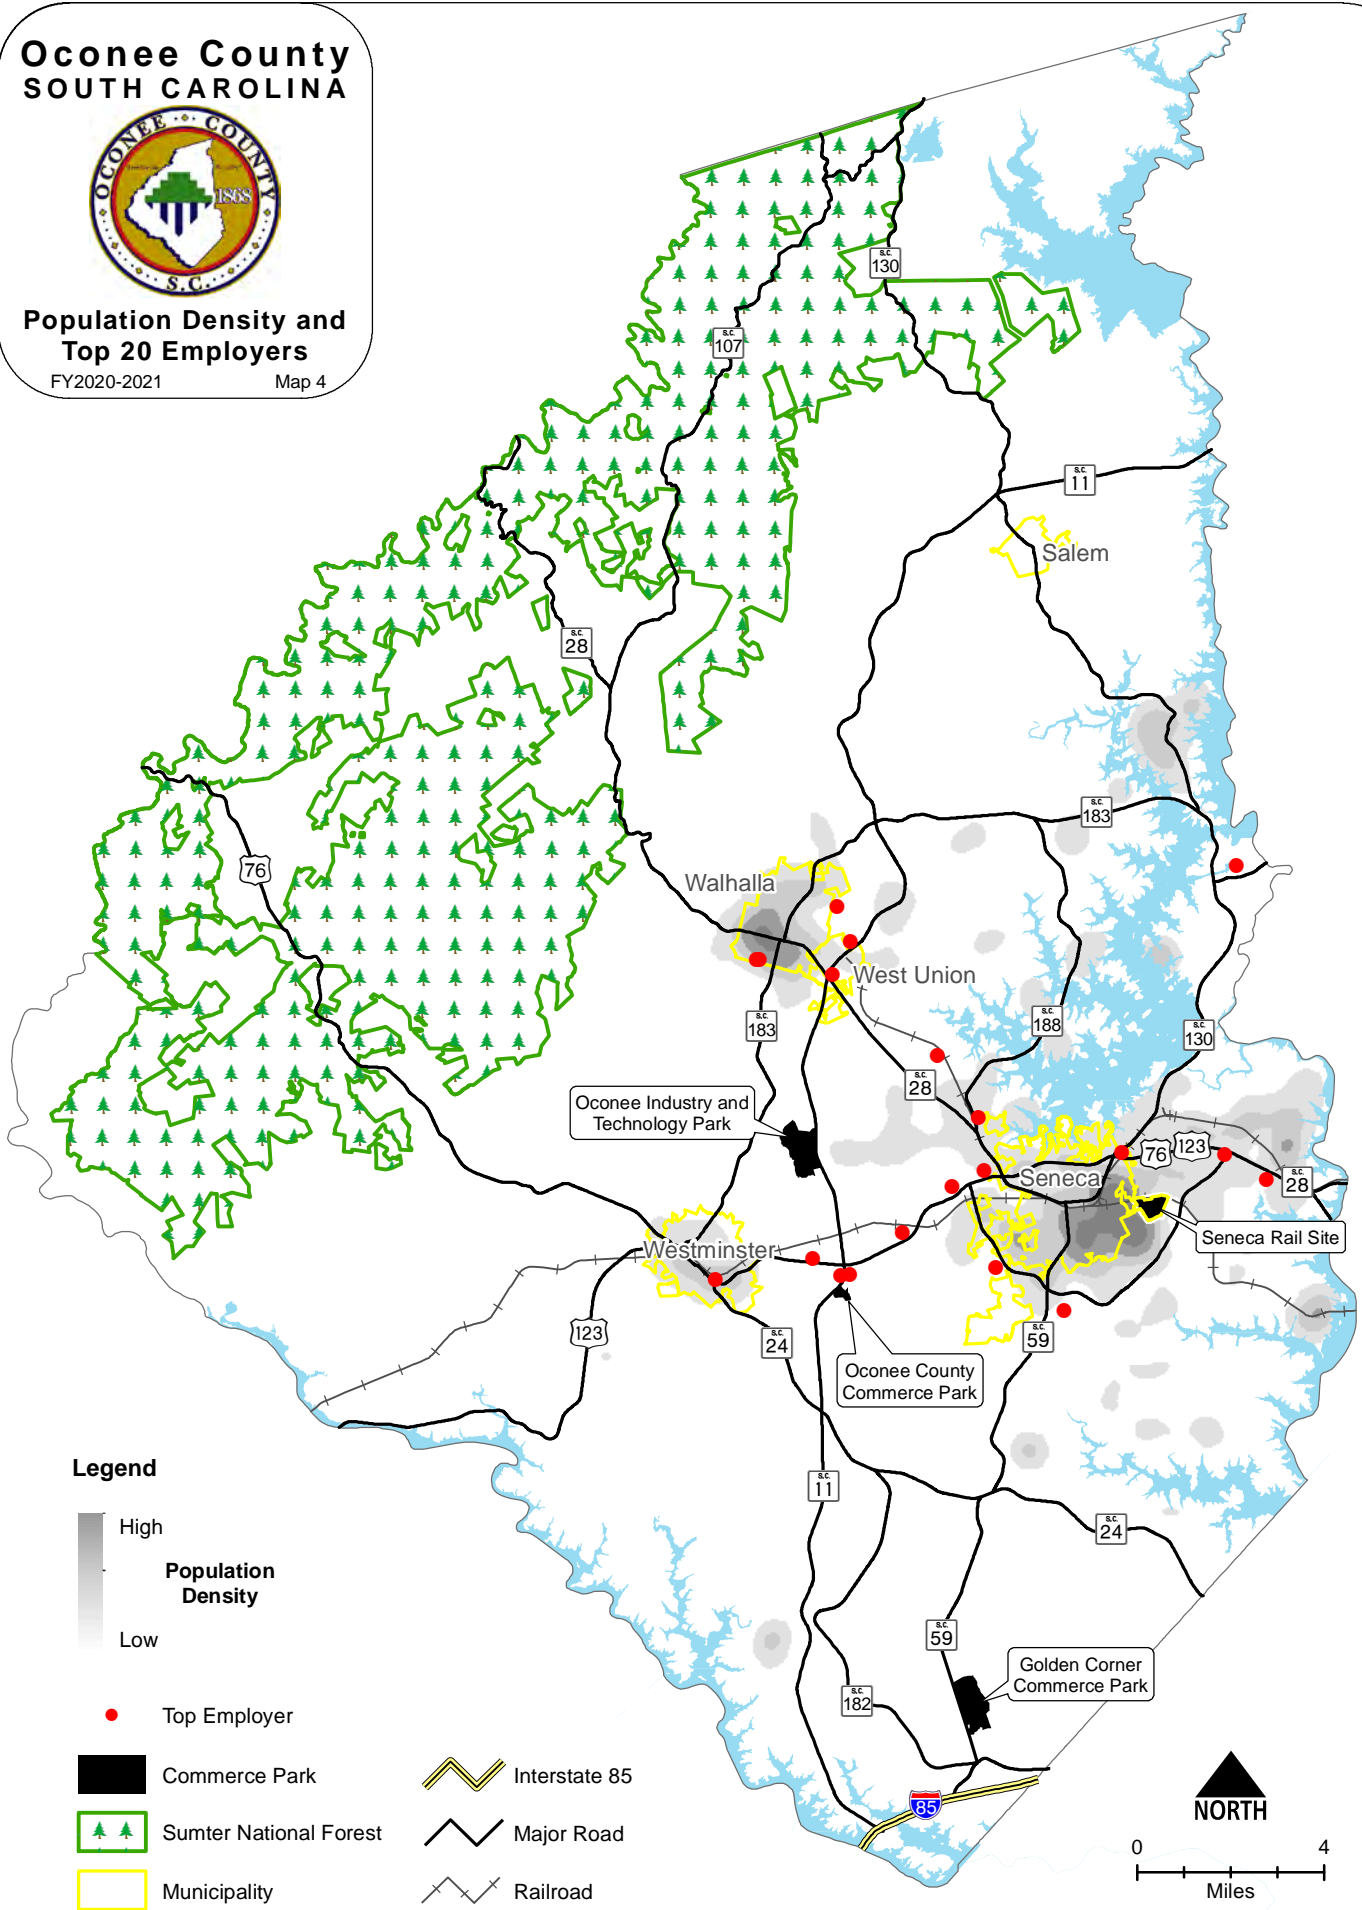 Oconee County
SOUTH CAROLINA
OCONEE COUNTY
1868
S.C.
Population Density and
Top 20 Employers
FY2020-2021 Map 4
S.C.
130
S.C.
107
S.C.
11
Salem
S.C.
28
S.C.
183
76
Walhalla
West Union
S.C.
183
S.C.
188
S.C.
130
S.C.
28
Oconee Industry and
Technology Park
76
123
Seneca
S.C.
28
Seneca Rail Site
Westminster
123
S.C.
24
S.C.
59
Oconee County
Commerce Park
S.C.
11
S.C.
24
S.C.
59
Golden Corner
Commerce Park
S.C.
182
85
Legend
High
Population
Density
Low
Top Employer
Commerce Park
Interstate 85
Sumter National Forest
Major Road
Municipality
Railroad
NORTH
0 4
Miles